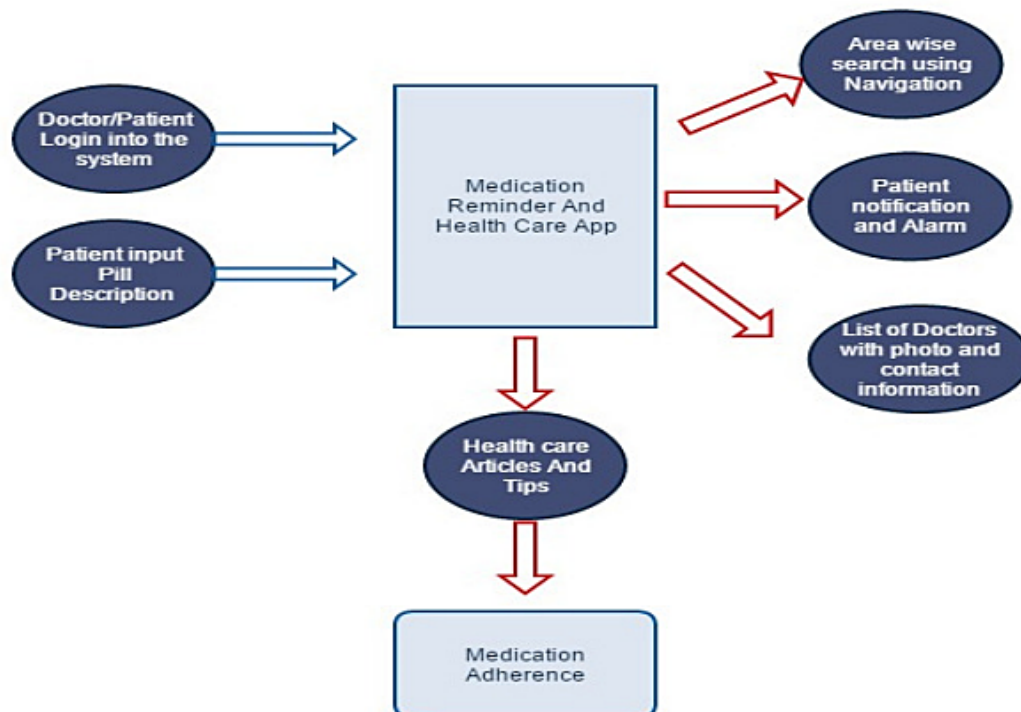 Doctor/Patient
Login into the
system
Patient input
Pill
Description
Medication
Reminder And
Health Care App
Area wise
search using
Navigation
Patient
notification
and Alarm
List of Doctors
with photo and
contact
information
Health care
Articles And
Tips
Medication
Adherence